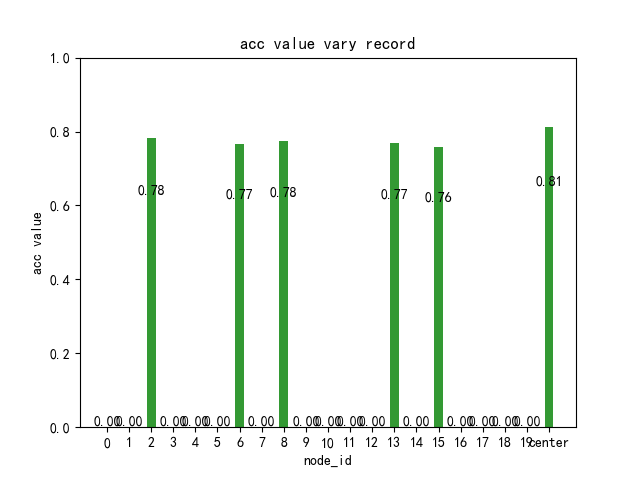 acc value vary record
1.0
0.8
0.6
0.4
0.2
0.0
acc value
0.00 0.00 0.78 0.00 0.00 0.00 0.77 0.00 0.78 0.00 0.00 0.00 0.00 0.77 0.00 0.76 0.00 0.00 0.00 0.00 0.81
0 1 2 3 4 5 6 7 8 9 10 11 12 13 14 15 16 17 18 19 center
node_id